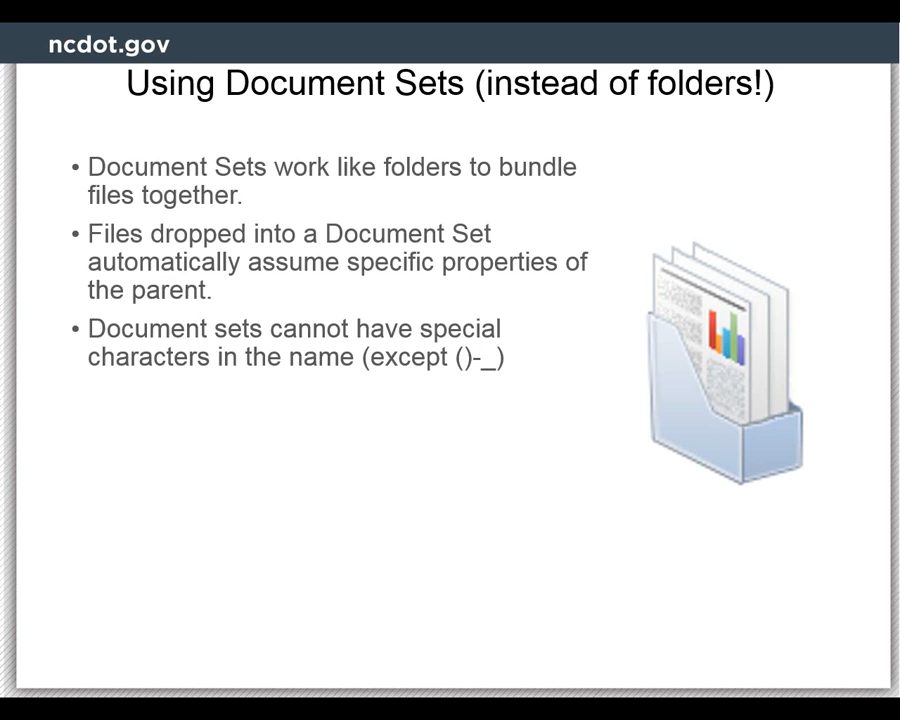 ncdot.gov
Using Document Sets (instead of folders!)
• Document Sets work like folders to bundle
files together.
• Files dropped into a Document Set
automatically assume specific properties of
the parent.
• Document sets cannot have special
characters in the name (except ()-_)